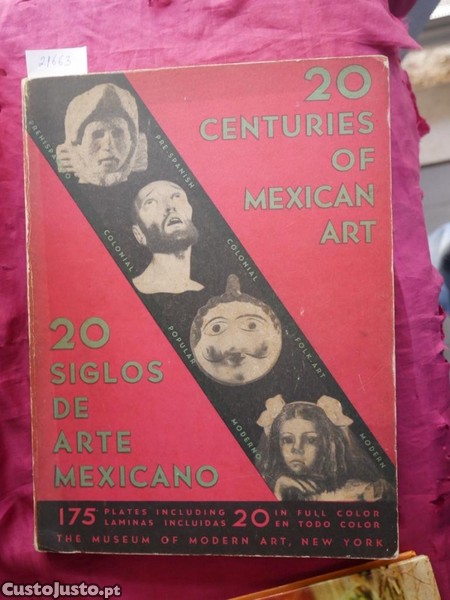 21663
20
CENTURIES
OF
MEXICAN
ART
PREHISPANICO
PRE-SPANISH
COLONIAL
COLONIAL
POPULAR
FOLK-ART
MODERNO
MODERN
20
SIGLOS
DE
ARTE
MEXICANO
175 PLATES INCLUDING 20 IN FULL COLOR
LAMINAS INCLUIDAS EN TODO COLOR
THE MUSEUM OF MODERN ART, NEW YORK
CustoJusto.pt